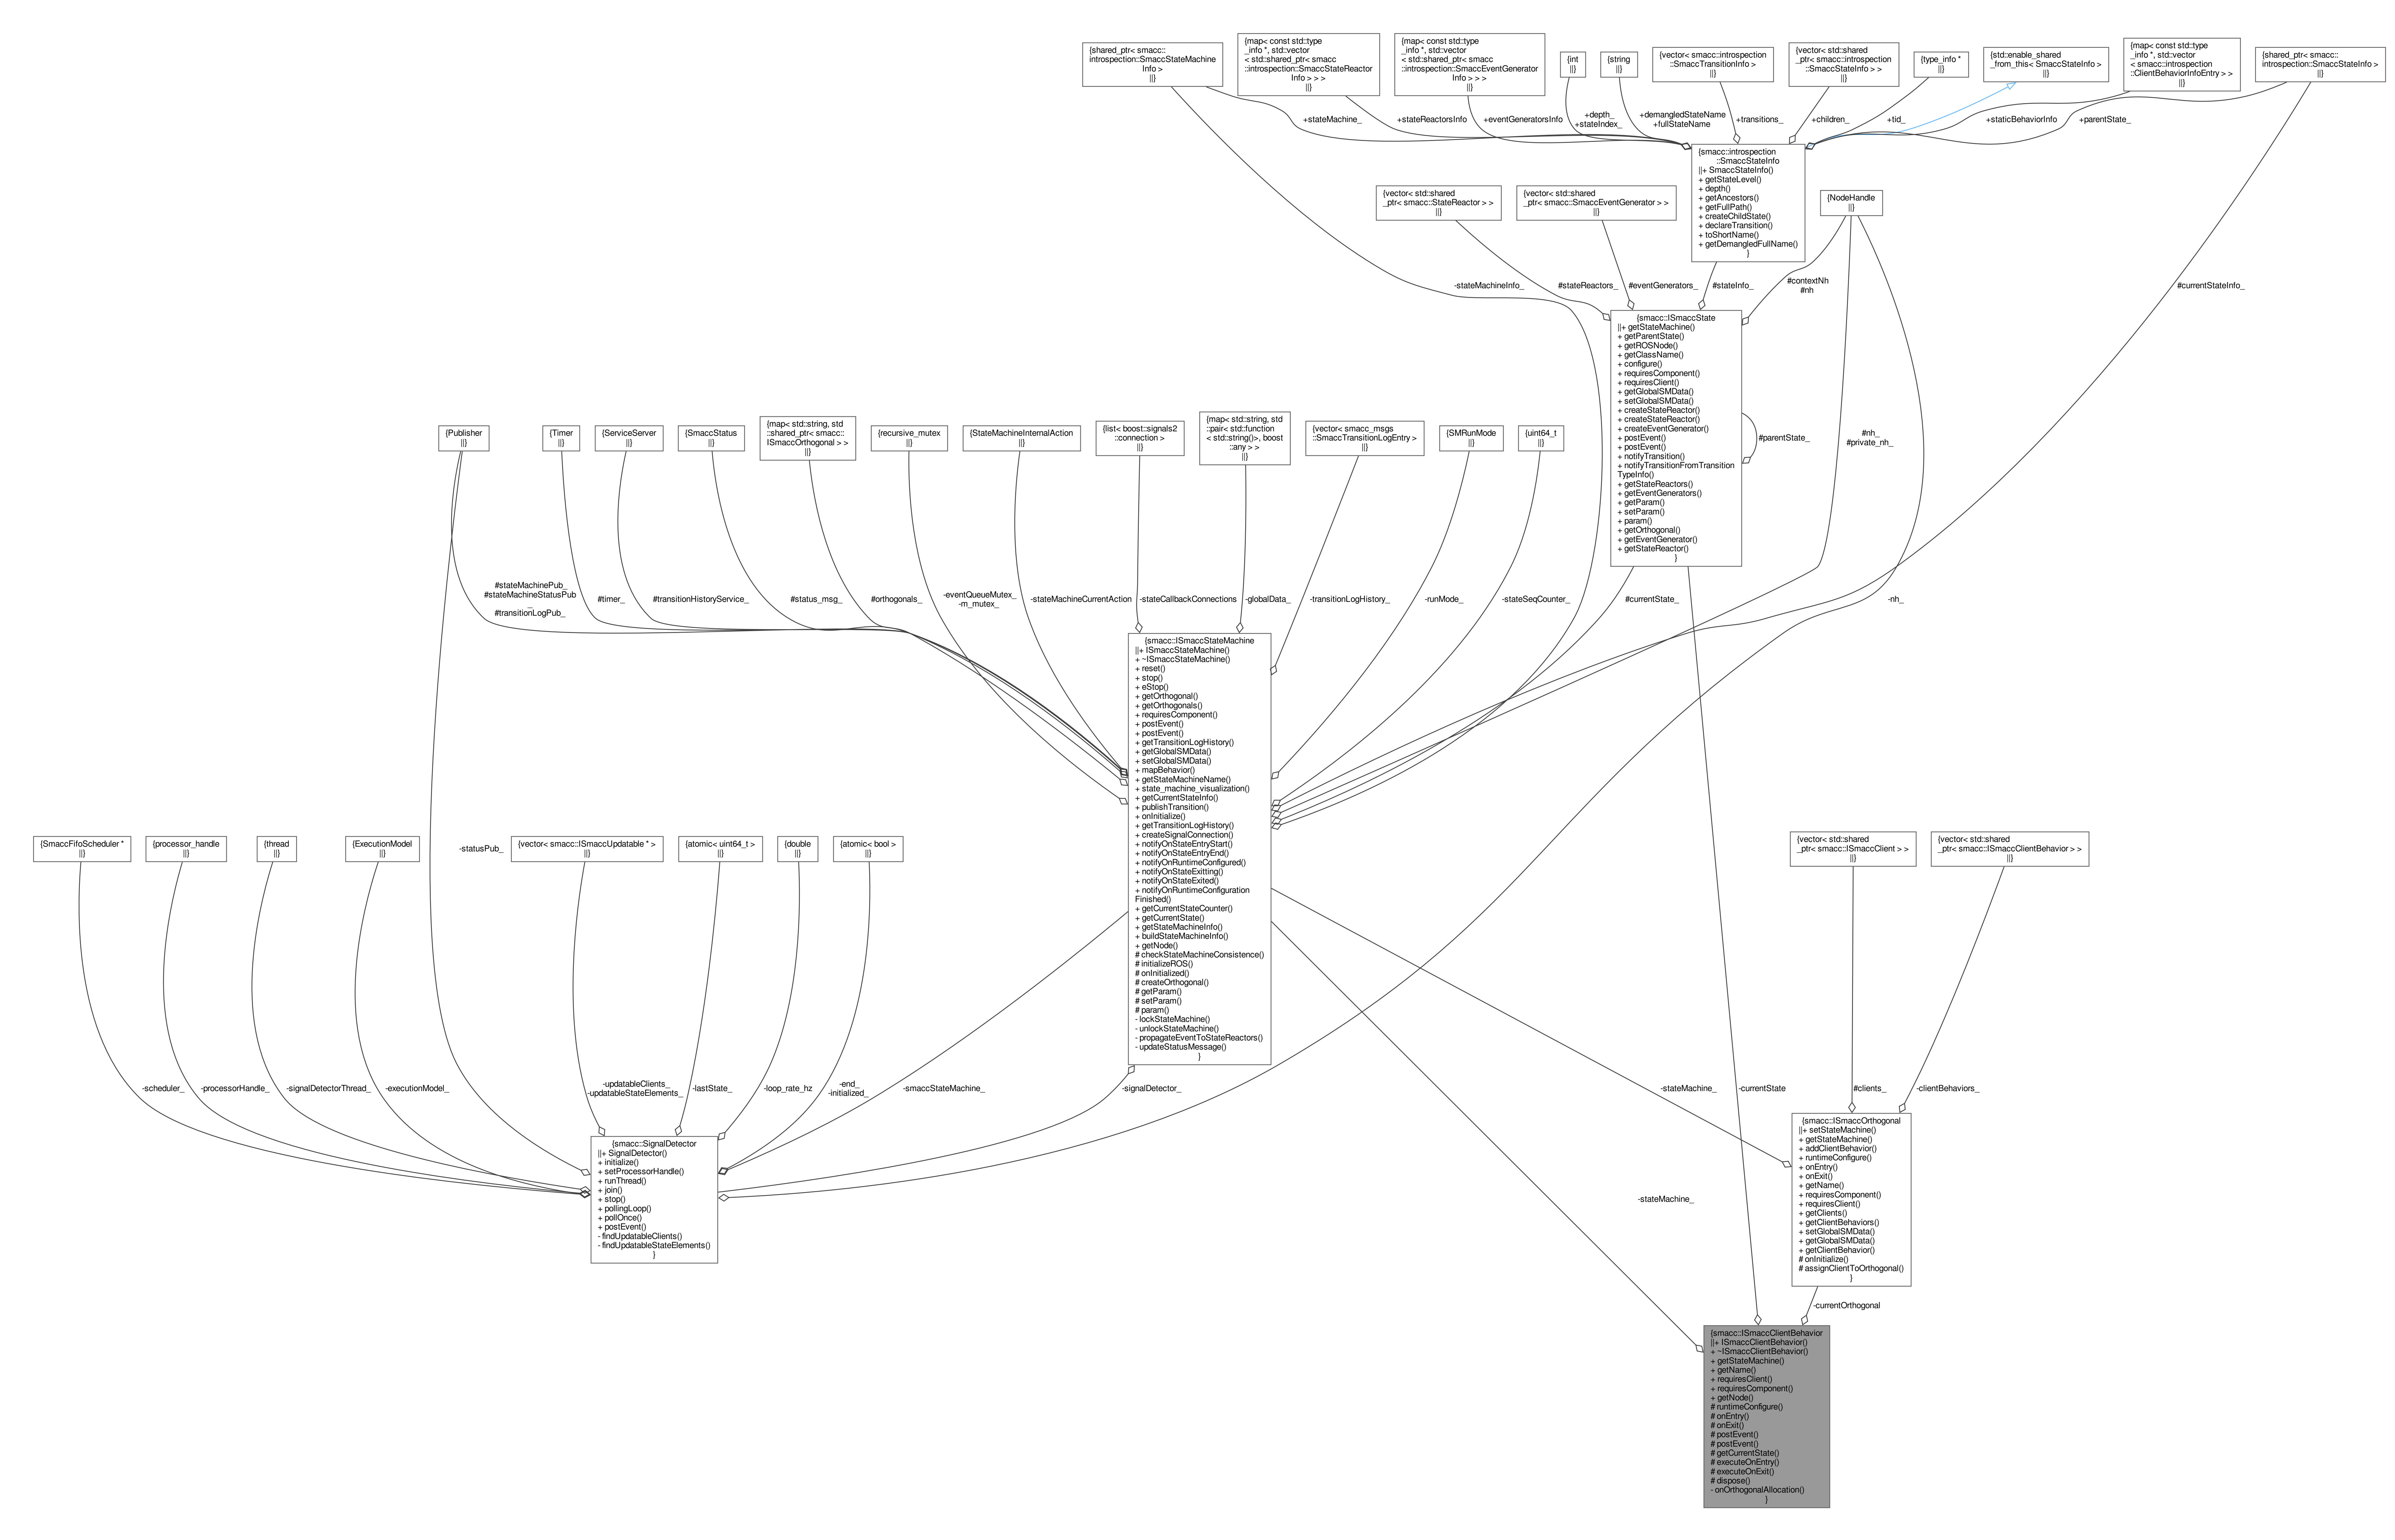 {shared_ptr< smacc::
introspection::SmaccStateMachine
Info >
||}
{map< const std::type
_info *, std::vector
< std::shared_ptr< smacc
::introspection::SmaccStateReactor
Info > > >
||}
{map< const std::type
_info *, std::vector
< std::shared_ptr< smacc
::introspection::SmaccEventGenerator
Info > > >
||}
{int
||}
{string
||}
{vector< smacc::introspection
::SmaccTransitionInfo >
||}
{vector< std::shared
_ptr< smacc::introspection
::SmaccStateInfo > >
||}
{type_info *
||}
{std::enable_shared
_from_this< SmaccStateInfo >
||}
{map< const std::type
_info *, std::vector
< smacc::introspection
::ClientBehaviorInfoEntry > >
||}
{shared_ptr< smacc::
introspection::SmaccStateInfo >
||}
+stateMachine_
+stateReactorsInfo
+eventGeneratorsInfo
+depth_
+stateIndex_
+demangledStateName
+fullStateName
+transitions_
+children_
+tid_
+staticBehaviorInfo
+parentState_
{smacc::introspection
::SmaccStateInfo
||+ SmaccStateInfo()
+ getStateLevel()
+ depth()
+ getAncestors()
+ getFullPath()
+ createChildState()
+ declareTransition()
+ toShortName()
+ getDemangledFullName()
}
{vector< std::shared
_ptr< smacc::StateReactor > >
||}
{vector< std::shared
_ptr< smacc::SmaccEventGenerator > >
||}
{NodeHandle
||}
-stateMachineInfo_
#stateReactors_
#eventGenerators_
#stateInfo_
#contextNh
#nh
#currentStateInfo_
{smacc::ISmaccState
||+ getStateMachine()
+ getParentState()
+ getROSNode()
+ getClassName()
+ configure()
+ requiresComponent()
+ requiresClient()
+ getGlobalSMData()
+ setGlobalSMData()
+ createStateReactor()
+ createStateReactor()
+ createEventGenerator()
+ postEvent()
+ postEvent()
+ notifyTransition()
+ notifyTransitionFromTransition
TypeInfo()
+ getStateReactors()
+ getEventGenerators()
+ getParam()
+ setParam()
+ param()
+ getOrthogonal()
+ getEventGenerator()
+ getStateReactor()
}
#parentState_
#nh_
#private_nh_
{Publisher
||}
{Timer
||}
{ServiceServer
||}
{SmaccStatus
||}
{map< std::string, std
::shared_ptr< smacc::
ISmaccOrthogonal > >
||}
{recursive_mutex
||}
{StateMachineInternalAction
||}
{list< boost::signals2
::connection >
||}
{map< std::string, std
::pair< std::function
< std::string()>, boost
::any > >
||}
{vector< smacc_msgs
::SmaccTransitionLogEntry >
||}
{SMRunMode
||}
{uint64_t
||}
#stateMachinePub_
#stateMachineStatusPub
_
#transitionLogPub_
#timer_
#transitionHistoryService_
#status_msg_
#orthogonals_
-eventQueueMutex_
-m_mutex_
-stateMachineCurrentAction
-stateCallbackConnections
-globalData_
-transitionLogHistory_
-runMode_
-stateSeqCounter_
#currentState_
-nh_
{smacc::ISmaccStateMachine
||+ ISmaccStateMachine()
+ ~ISmaccStateMachine()
+ reset()
+ stop()
+ eStop()
+ getOrthogonal()
+ getOrthogonals()
+ requiresComponent()
+ postEvent()
+ postEvent()
+ getTransitionLogHistory()
+ getGlobalSMData()
+ setGlobalSMData()
+ mapBehavior()
+ getStateMachineName()
+ state_machine_visualization()
+ getCurrentStateInfo()
+ publishTransition()
+ onInitialize()
+ getTransitionLogHistory()
+ createSignalConnection()
+ notifyOnStateEntryStart()
+ notifyOnStateEntryEnd()
+ notifyOnRuntimeConfigured()
+ notifyOnStateExitting()
+ notifyOnStateExited()
+ notifyOnRuntimeConfiguration
Finished()
+ getCurrentStateCounter()
+ getCurrentState()
+ getStateMachineInfo()
+ buildStateMachineInfo()
+ getNode()
# checkStateMachineConsistence()
# initializeROS()
# onInitialized()
# createOrthogonal()
# getParam()
# setParam()
# param()
- lockStateMachine()
- unlockStateMachine()
- propagateEventToStateReactors()
- updateStatusMessage()
}
{SmaccFifoScheduler *
||}
{processor_handle
||}
{thread
||}
{ExecutionModel
||}
-statusPub_
{vector< smacc::ISmaccUpdatable * >
||}
{atomic< uint64_t >
||}
{double
||}
{atomic< bool >
||}
{vector< std::shared
_ptr< smacc::ISmaccClient > >
||}
{vector< std::shared
_ptr< smacc::ISmaccClientBehavior > >
||}
-scheduler_
-processorHandle_
-signalDetectorThread_
-executionModel_
-updatableClients_
-updatableStateElements_
-lastState_
-loop_rate_hz
-end_
-initialized_
-smaccStateMachine_
-signalDetector_
-stateMachine_
-currentState
#clients_
-clientBehaviors_
{smacc::SignalDetector
||+ SignalDetector()
+ initialize()
+ setProcessorHandle()
+ runThread()
+ join()
+ stop()
+ pollingLoop()
+ pollOnce()
+ postEvent()
- findUpdatableClients()
- findUpdatableStateElements()
}
-stateMachine_
{smacc::ISmaccOrthogonal
||+ setStateMachine()
+ getStateMachine()
+ addClientBehavior()
+ runtimeConfigure()
+ onEntry()
+ onExit()
+ getName()
+ requiresComponent()
+ requiresClient()
+ getClients()
+ getClientBehaviors()
+ setGlobalSMData()
+ getGlobalSMData()
+ getClientBehavior()
# onInitialize()
# assignClientToOrthogonal()
}
-currentOrthogonal
{smacc::ISmaccClientBehavior
||+ ISmaccClientBehavior()
+ ~ISmaccClientBehavior()
+ getStateMachine()
+ getName()
+ requiresClient()
+ requiresComponent()
+ getNode()
# runtimeConfigure()
# onEntry()
# onExit()
# postEvent()
# postEvent()
# getCurrentState()
# executeOnEntry()
# executeOnExit()
# dispose()
- onOrthogonalAllocation()
}